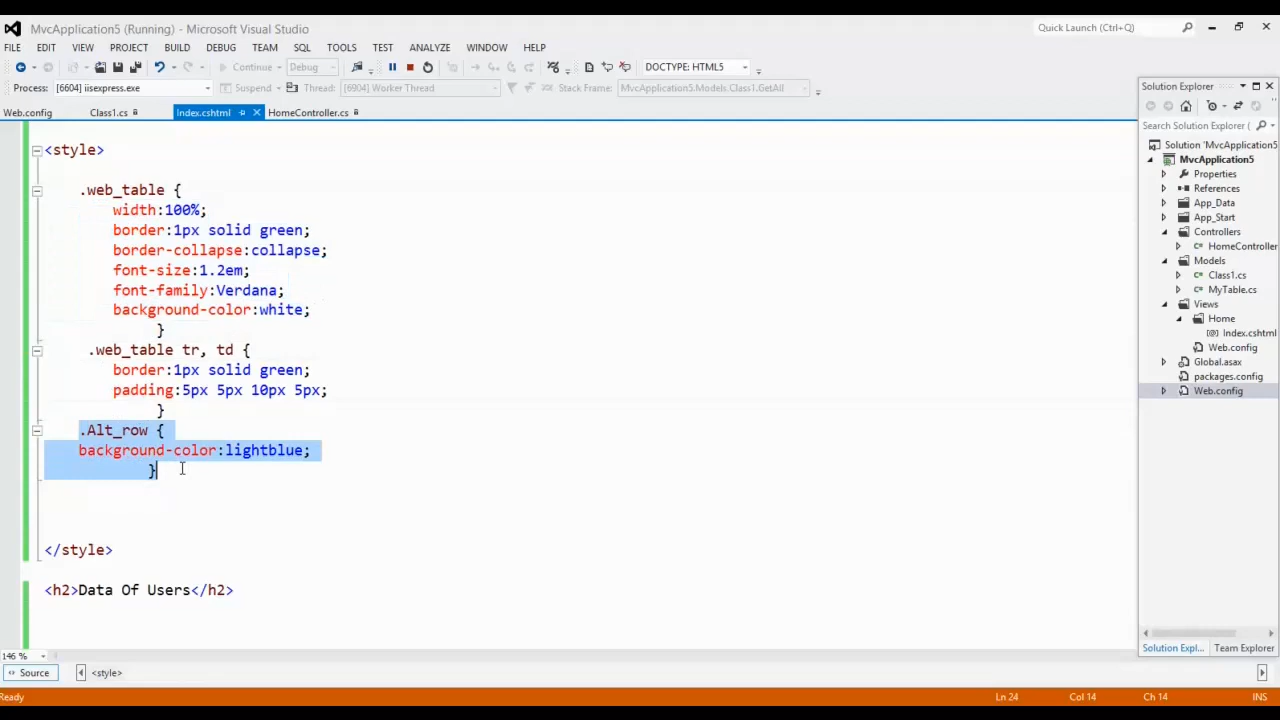 MvcApplication5 (Running) - Microsoft Visual Studio
Quick Launch (Ctrl+Q)
FILE EDIT VIEW PROJECT BUILD DEBUG TEAM SQL TOOLS TEST ANALYZE WINDOW HELP
Continue Debug DOCTYPE: HTML5
Process: [6604] iisexpress.exe Suspend Thread: [6904] Worker Thread Stack Frame: MvcApplication5.Models.Class1.GetAll
Web.config Class1.cs Index.cshtml HomeController.cs
<style>
.web_table {
width:100%;
border:1px solid green;
border-collapse:collapse;
font-size:1.2em;
font-family:Verdana;
background-color:white;
}
.web_table tr, td {
border:1px solid green;
padding:5px 5px 10px 5px;
}
.Alt_row {
background-color:lightblue;
}
</style>
<h2>Data Of Users</h2>
146 %
Source <style>
Solution Explorer
Search Solution Explorer (
Solution 'MvcApplication5
MvcApplication5
Properties
References
App_Data
App_Start
Controllers
HomeController
Models
Class1.cs
MyTable.cs
Views
Home
Index.cshtml
Web.config
Global.asax
packages.config
Web.config
Solution Expl... Team Explorer
Ready Ln 24 Col 14 Ch 14 INS